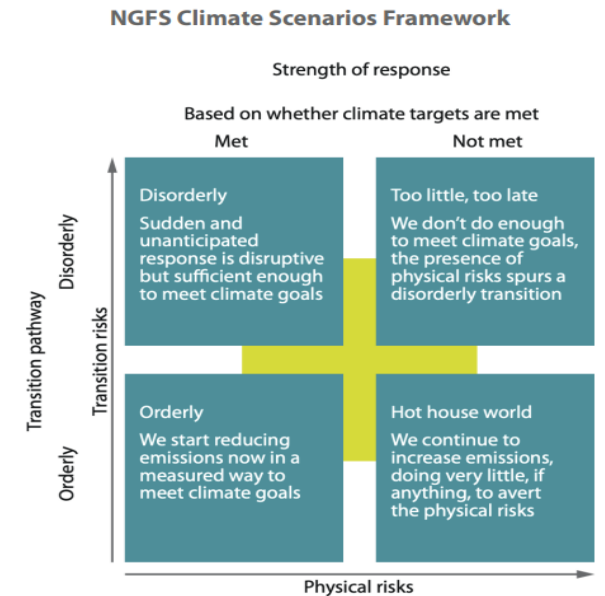 NGFS Climate Scenarios Framework
Strength of response
Based on whether climate targets are met
Met
Not met
Transition pathway
Disorderly
Orderly
Transition risks
Disorderly
Sudden and
unanticipated
response is disruptive
but sufficient enough
to meet climate goals
Too little, too late
We don’t do enough
to meet climate goals,
the presence of
physical risks spurs a
disorderly transition
Orderly
We start reducing
emissions now in a
measured way to
meet climate goals
Hot house world
We continue to
increase emissions,
doing very little, if
anything, to avert
the physical risks
Physical risks